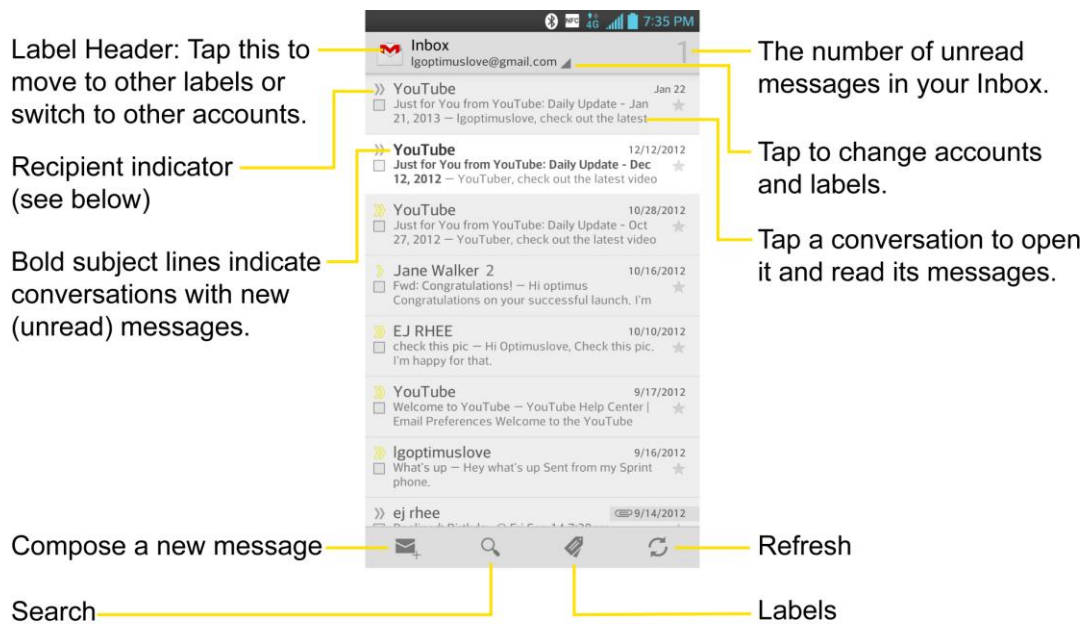 NFC 4G 7:35 PM
Label Header: Tap this to
move to other labels or
switch to other accounts.
Recipient indicator
(see below)
Bold subject lines indicate
conversations with new
(unread) messages.
Compose a new message
Search
Inbox
lgoptimuslove@gmail.com
1
YouTube Jan 22
Just for You from YouTube: Daily Update - Jan
21, 2013 — lgoptimuslove, check out the latest
YouTube 12/12/2012
Just for You from YouTube: Daily Update - Dec
12, 2012 — YouTuber, check out the latest video
YouTube 10/28/2012
Just for You from YouTube: Daily Update - Oct
27, 2012 — YouTuber, check out the latest video
Jane Walker 2 10/16/2012
Fwd: Congratulations! — Hi optimus
Congratulations on your successful launch. I'm
EJ RHEE 10/10/2012
check this pic — Hi Optimuslove, Check this pic.
I'm happy for that.
YouTube 9/17/2012
Welcome to YouTube — YouTube Help Center |
Email Preferences Welcome to the YouTube
lgoptimuslove 9/16/2012
What's up — Hey what's up Sent from my Sprint
phone.
ej rhee 9/14/2012
The number of unread
messages in your Inbox.
Tap to change accounts
and labels.
Tap a conversation to open
it and read its messages.
Refresh
Labels